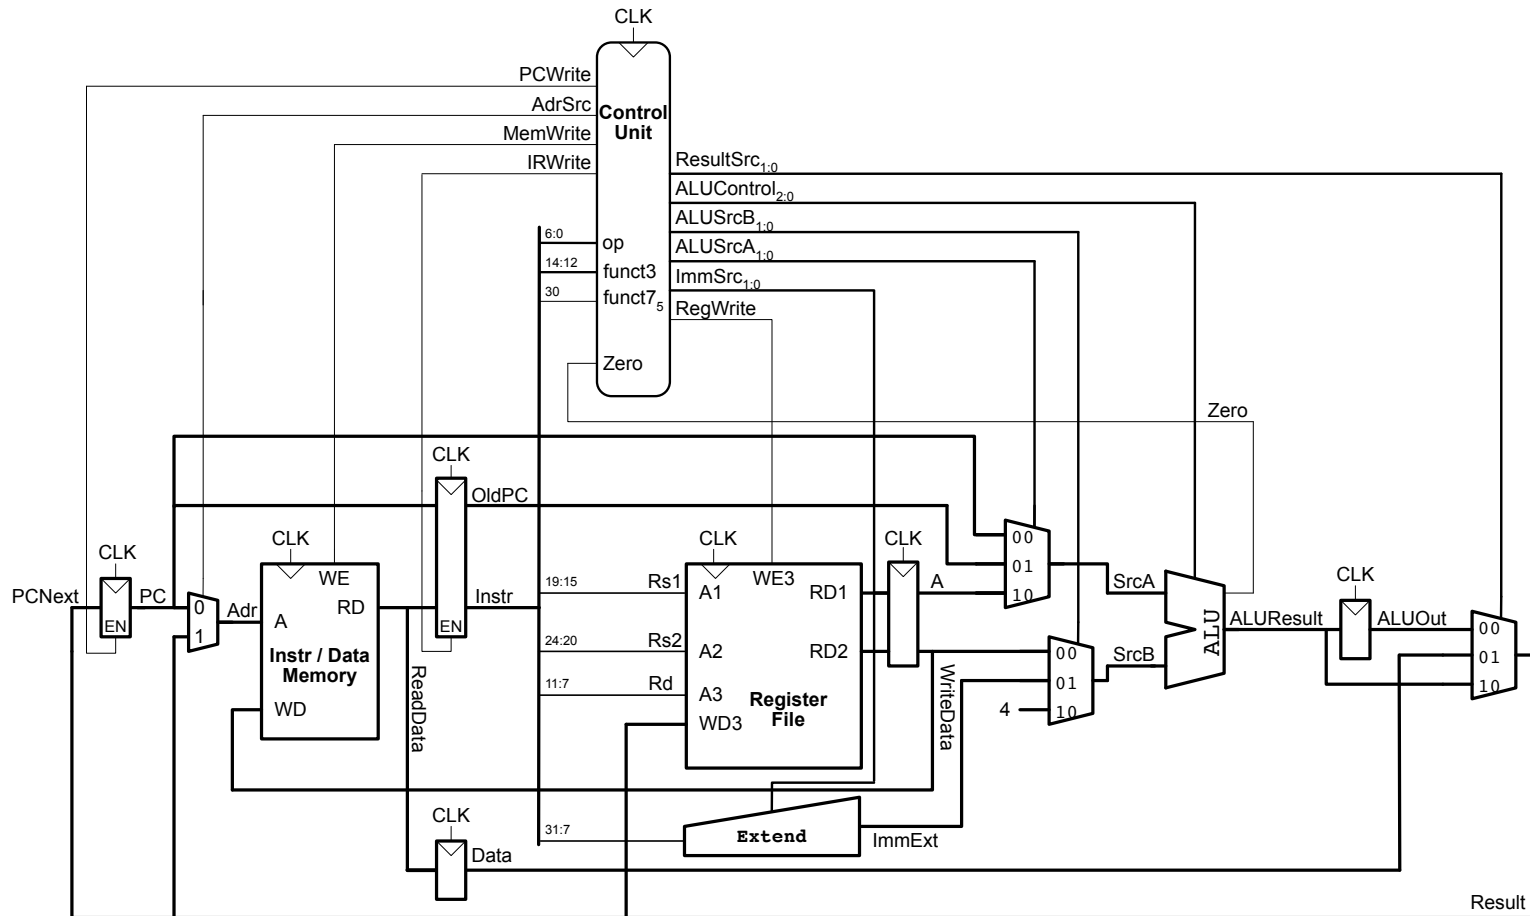 CLK
PCWrite
AdrSrc
MemWrite
IRWrite
Control
Unit
ResultSrc1:0
ALUControl2:0
ALUSrcB1:0
ALUSrcA1:0
ImmSrc1:0
RegWrite
6:0
op
14:12
funct3
30
funct75
Zero
Zero
CLK
OldPC
CLK
CLK
CLK
CLK
CLK
PCNext
EN
PC
0
1
Adr
A
WE
RD
Instr / Data
Memory
WD
ReadData
EN
Instr
19:15
Rs1
A1
WE3
RD1
24:20
Rs2
A2
RD2
11:7
Rd
A3
WD3
Register
File
A
WriteData
00
01
10
SrcA
00
01
10
4
SrcB
ALU
ALUResult
ALUOut
00
01
10
31:7
Extend
ImmExt
CLK
Data
Result